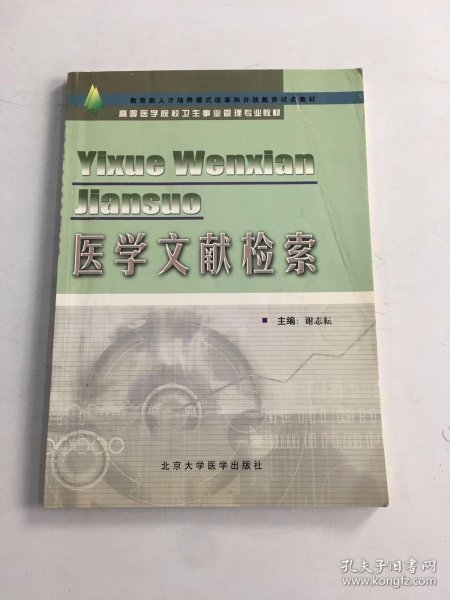 教育部人才培养模式改革和开放教育试点教材
高等医学院校卫生事业管理专业教材
Yixue Wenxian
Jiansuo
医学文献检索
主编：谢志耘
北京大学医学出版社
孔夫子旧书网
www.kongfz.com